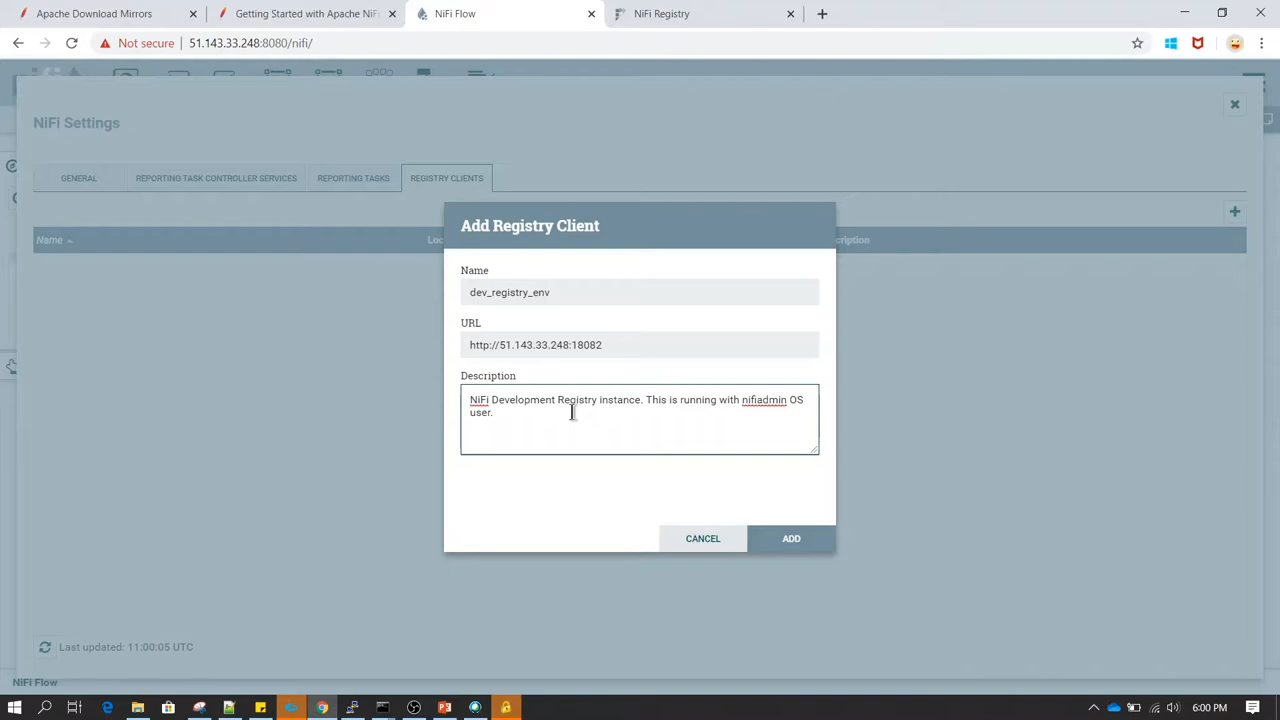 Apache Download Mirrors
Getting Started with Apache NiF
NiFi Flow
NiFi Registry
Not secure
51.143.33.248:8080/nifi/
NiFi Settings
GENERAL
REPORTING TASK CONTROLLER SERVICES
REPORTING TASKS
REGISTRY CLIENTS
Name
Loc
ription
Add Registry Client
Name
dev_registry_env
URL
http://51.143.33.248:18082
Description
NiFi Development Registry instance. This is running with nifiadmin OS
user.
CANCEL
ADD
Last updated: 11:00:05 UTC
NiFi Flow
6:00 PM